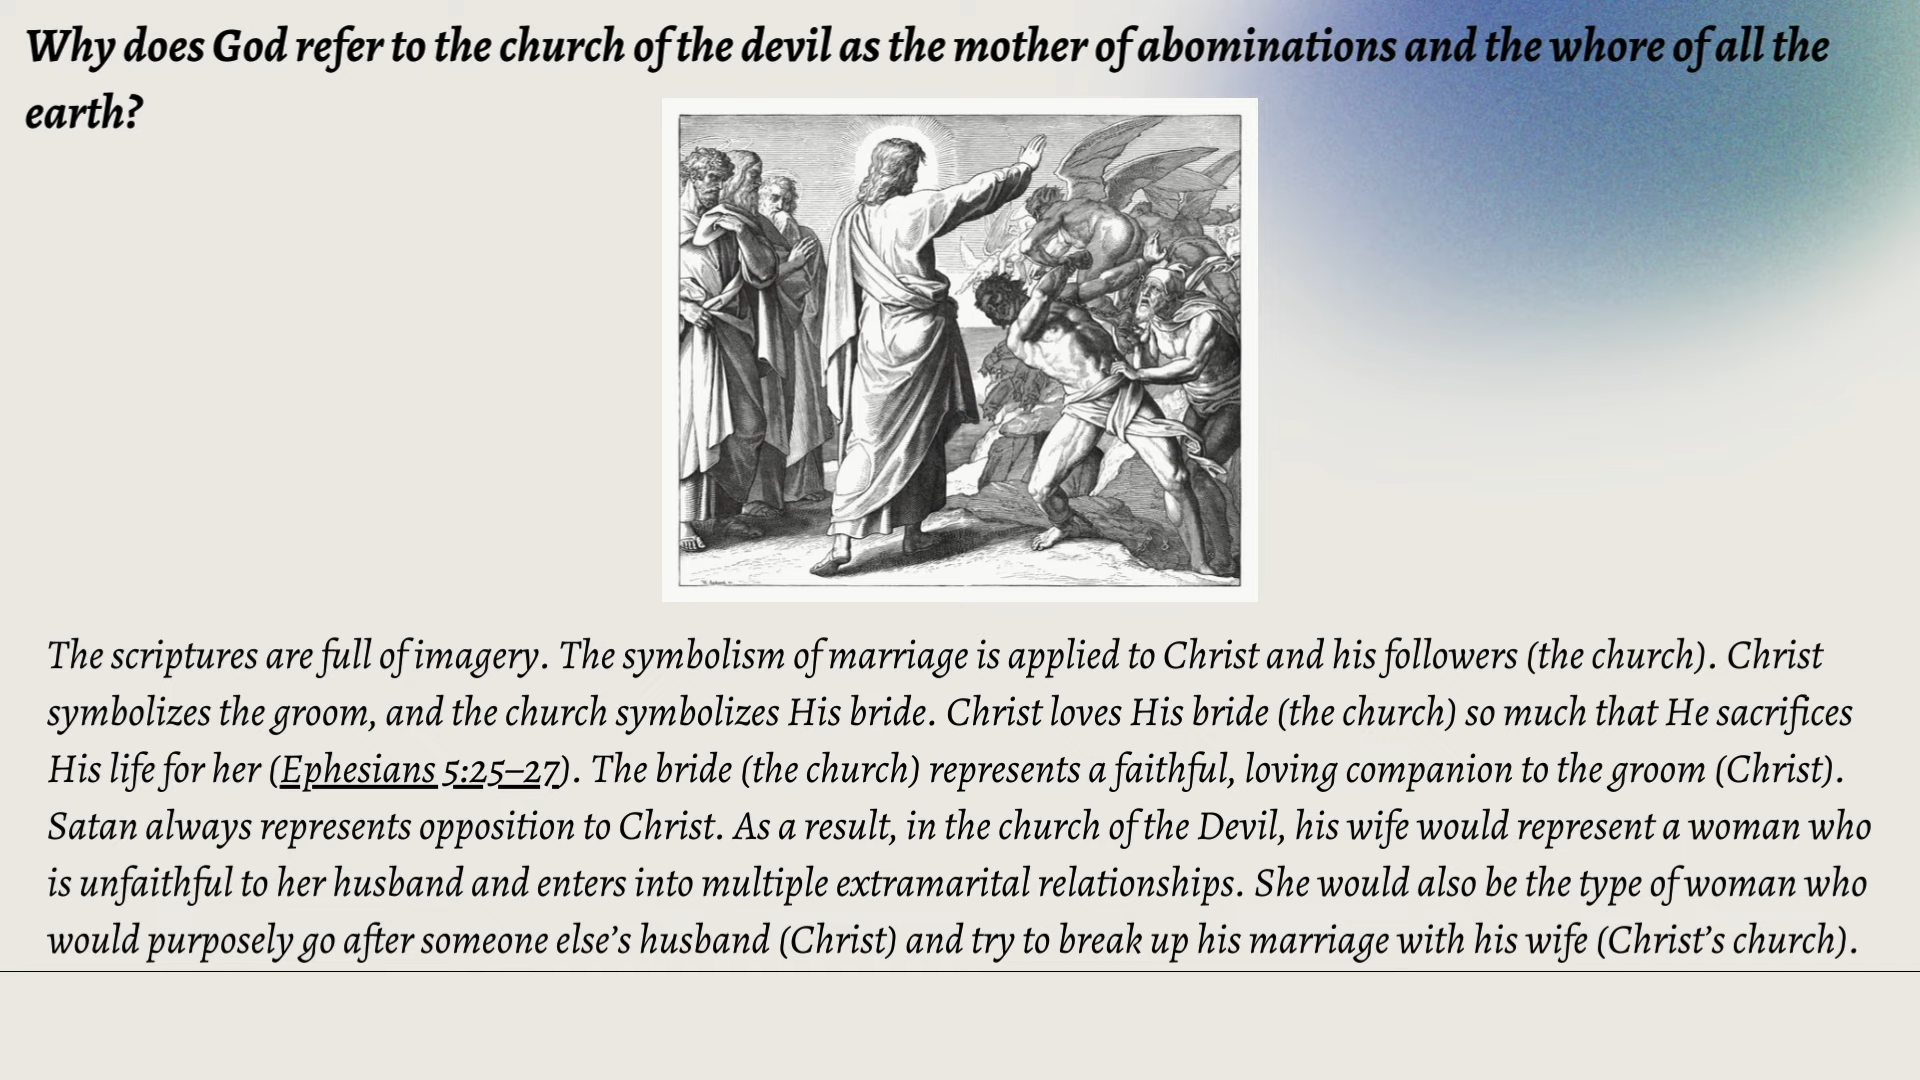 Why does God refer to the church of the devil as the mother of abominations and the whore of all the
earth?
The scriptures are full of imagery. The symbolism of marriage is applied to Christ and his followers (the church). Christ
symbolizes the groom, and the church symbolizes His bride. Christ loves His bride (the church) so much that He sacrifices
His life for her (Ephesians 5:25–27). The bride (the church) represents a faithful, loving companion to the groom (Christ).
Satan always represents opposition to Christ. As a result, in the church of the Devil, his wife would represent a woman who
is unfaithful to her husband and enters into multiple extramarital relationships. She would also be the type of woman who
would purposely go after someone else’s husband (Christ) and try to break up his marriage with his wife (Christ’s church).